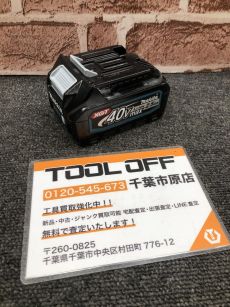 XGT
40Vmax
TOOL OFF
0120-545-673 千葉市原店
工具買取強化中！！
新品・中古・ジャンク買取可能 宅配査定・出張査定・LINE査定
無料で査定いたします！
〒260-0825
千葉県千葉市中央区村田町 776-12